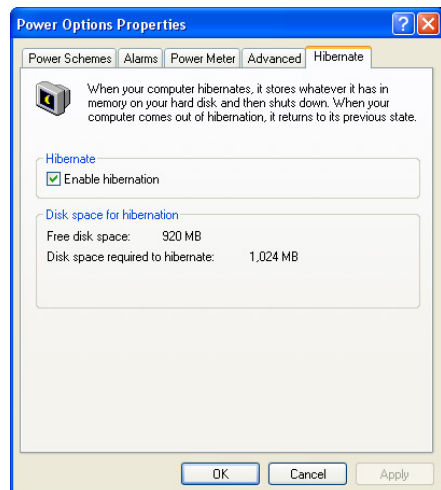 Power Options Properties
Power Schemes Alarms Power Meter Advanced Hibernate
When your computer hibernates, it stores whatever it has in
memory on your hard disk and then shuts down. When your
computer comes out of hibernation, it returns to its previous state.
Hibernate
Enable hibernation
Disk space for hibernation
Free disk space: 920 MB
Disk space required to hibernate: 1,024 MB
OK Cancel Apply